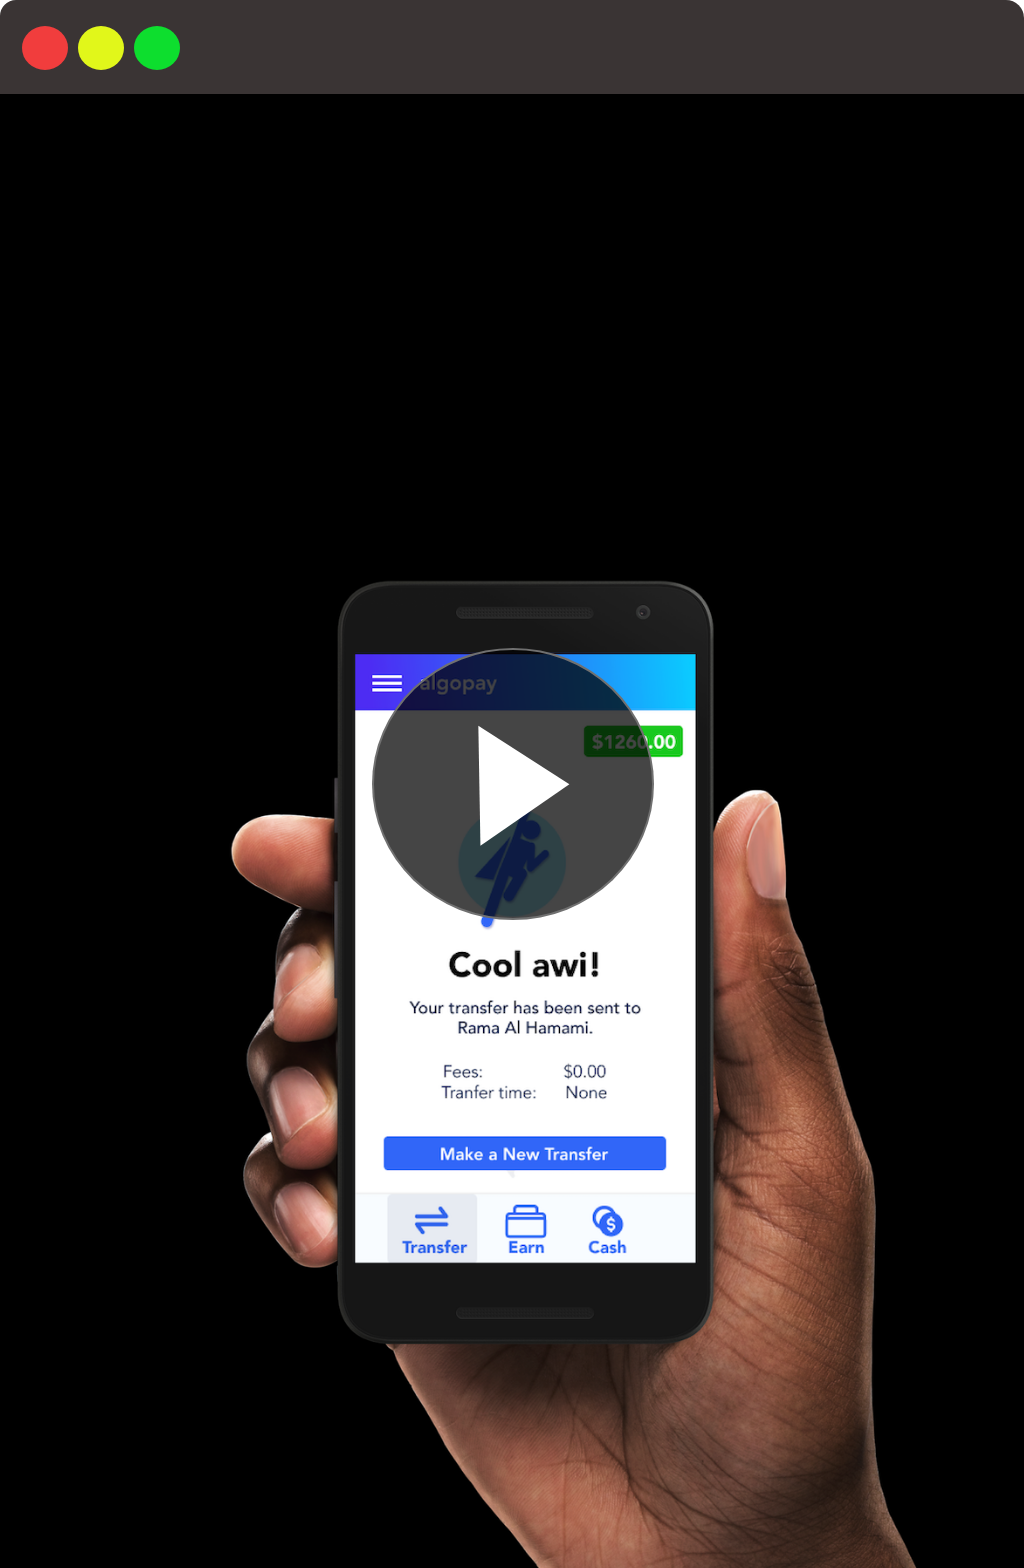 algopay
$1260.00
Cool awi!
Your transfer has been sent to
Rama Al Hamami.
Fees: $0.00
Tranfer time: None
Make a New Transfer
Transfer Earn Cash